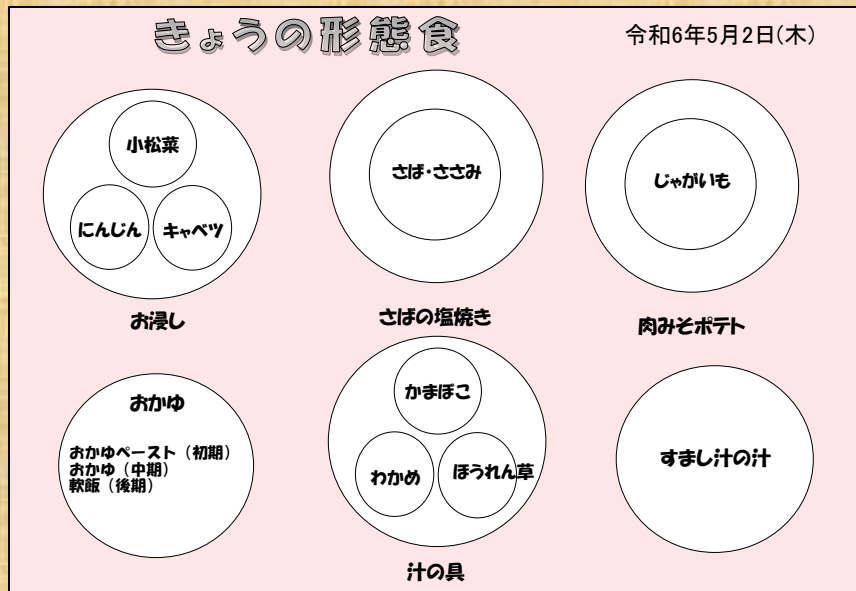 きょうの形態食
令和6年5月2日(木)
小松菜
にんじん
キャベツ
お浸し
さば・ささみ
さばの塩焼き
じゃがいも
肉みそポテト
おかゆ
おかゆペースト（初期）
おかゆ（中期）
軟飯（後期）
かまぼこ
わかめ
ほうれん草
汁の具
すまし汁の汁